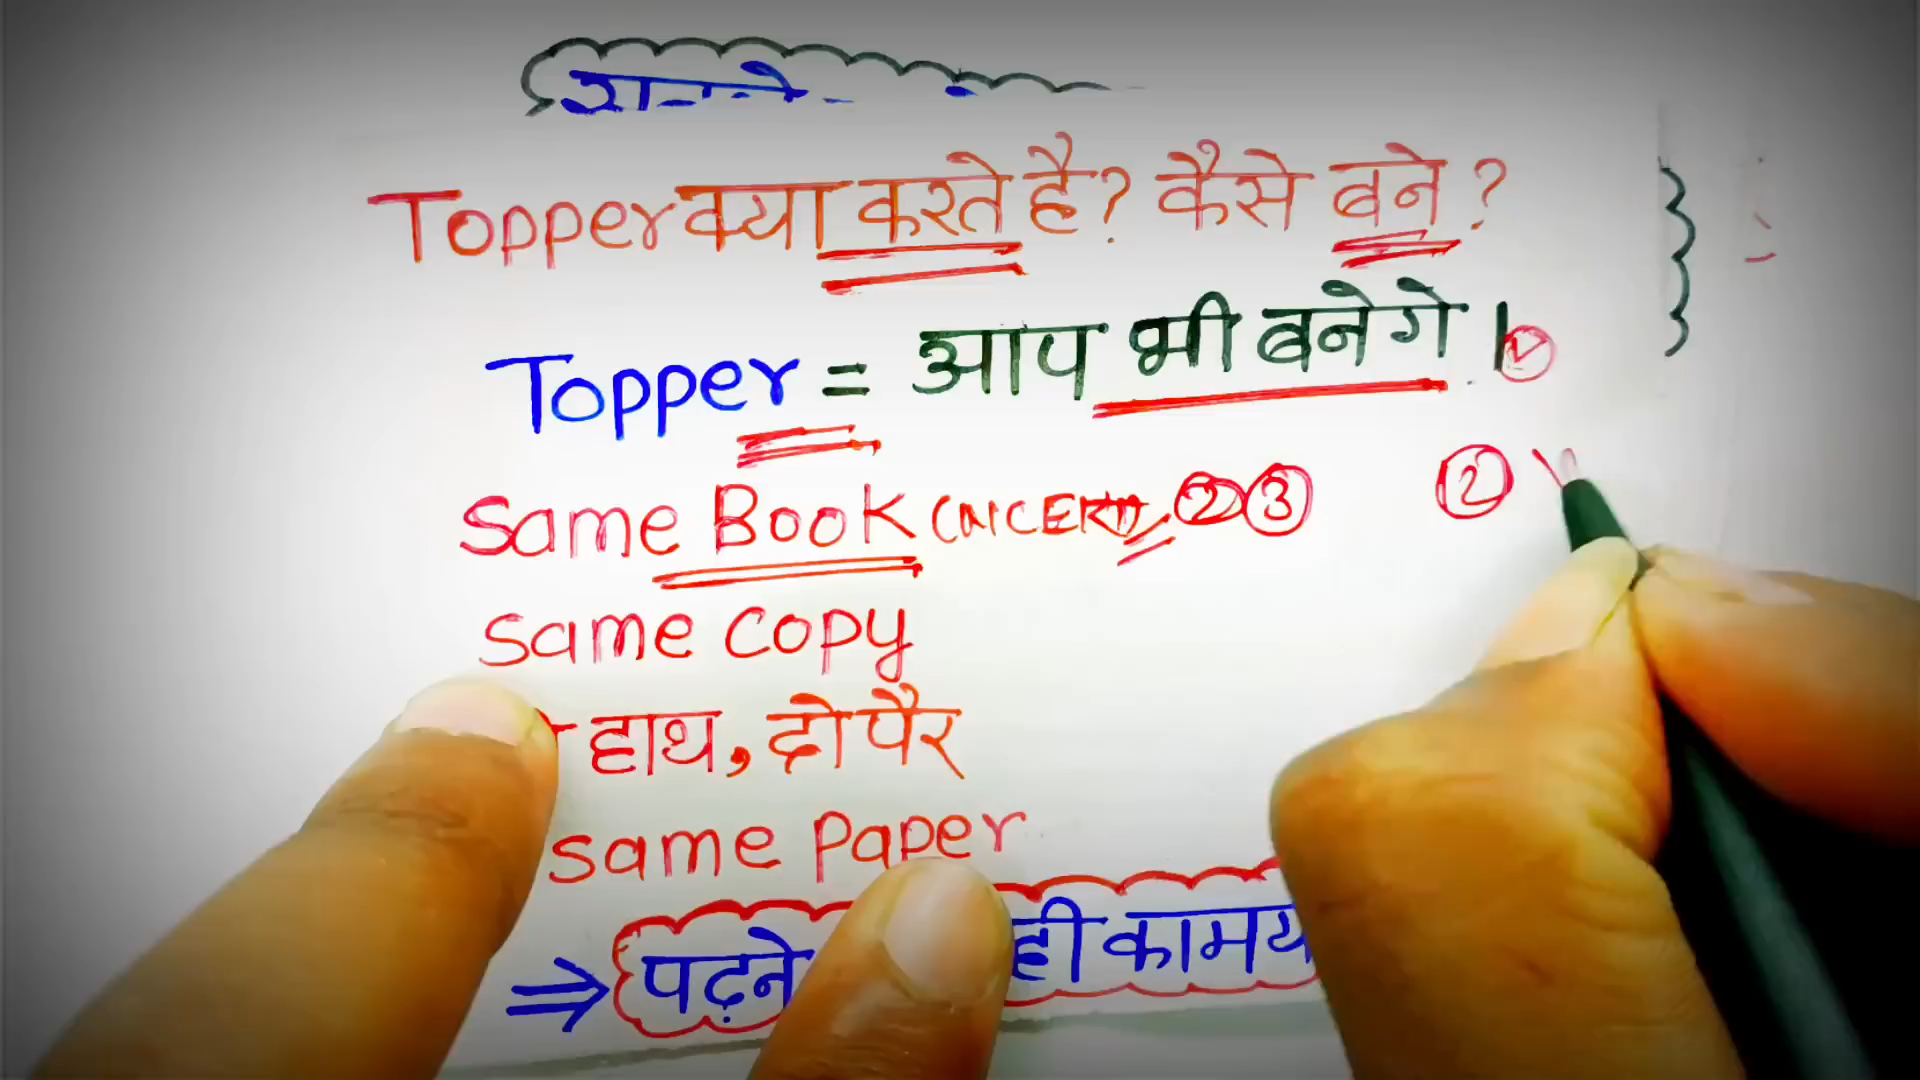 Topper क्या करते है? कैसे बने?
Topper = आप भी बनेगे।
Same Book (NCERT) ② ③ ②
Same Copy
हाथ, दो पैर
Same Paper
⇒ पढ़ने ही